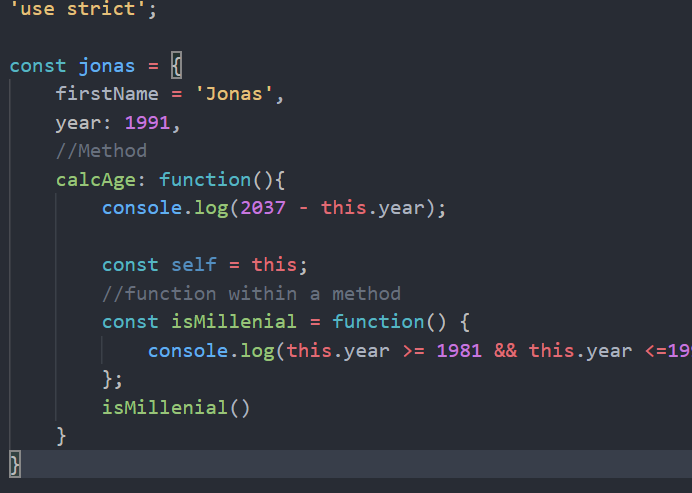 'use strict';
const jonas = {
firstName = 'Jonas',
year: 1991,
//Method
calcAge: function(){
console.log(2037 - this.year);
const self = this;
//function within a method
const isMillenial = function() {
console.log(this.year >= 1981 && this.year <=
};
isMillenial()
}
}